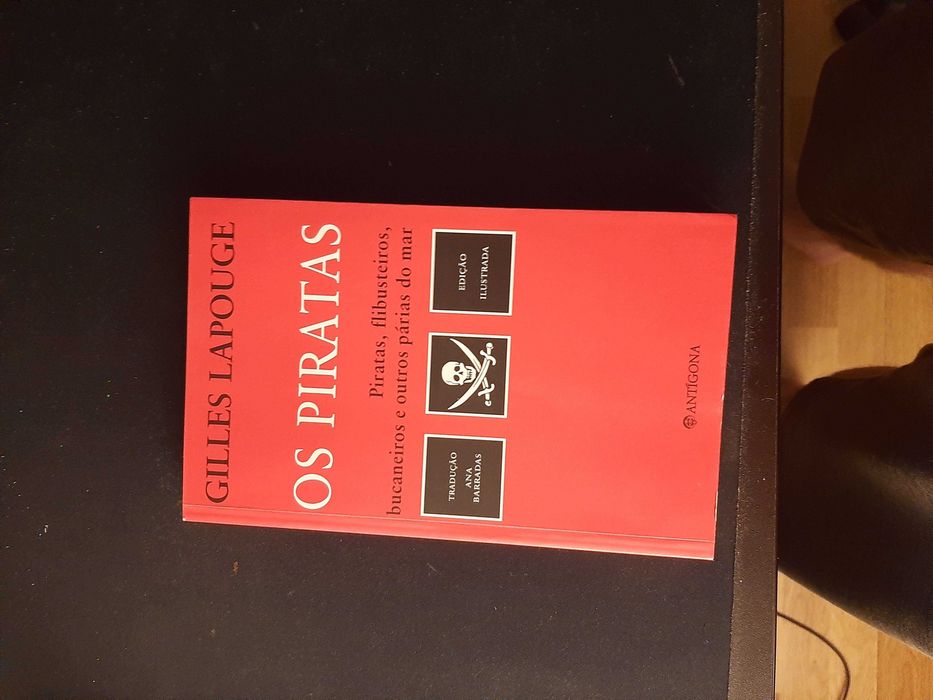 GILLES LAPOUGE
OS PIRATAS
Piratas, flibusteiros,
bucaneiros e outros párias do mar
TRADUÇÃO
ANA
BARRADAS
EDIÇÃO
ILUSTRADA
ANTÍGONA